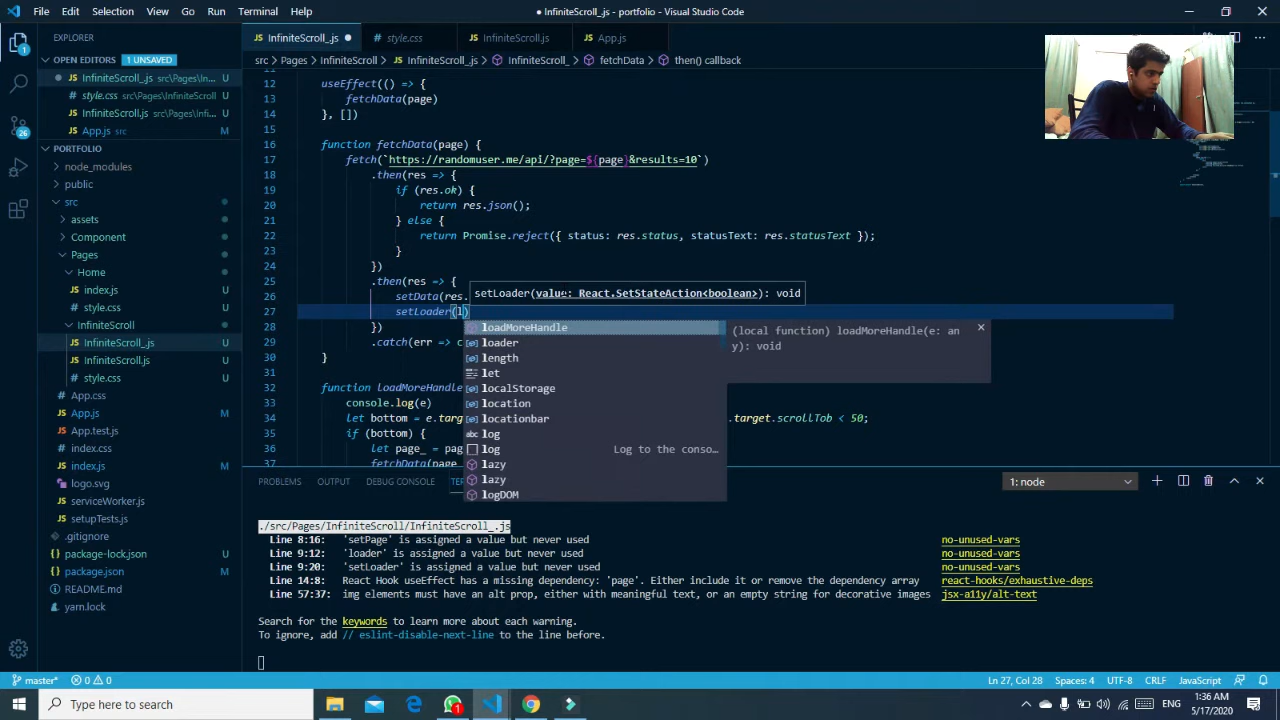 File Edit Selection View Go Run Terminal Help
● InfiniteScroll_.js - portfolio - Visual Studio Code
EXPLORER
OPEN EDITORS 1 UNSAVED
InfiniteScroll_.js src\Pages\In... U
style.css src\Pages\InfiniteScroll
InfiniteScroll.js src\Pages\Infi... U
App.js src M
PORTFOLIO
node_modules
public
src
assets
Component
Pages
Home
index.js U
style.css U
InfiniteScroll
InfiniteScroll_.js U
InfiniteScroll.js U
style.css U
App.css
App.js M
App.test.js
index.css
index.js M
logo.svg
serviceWorker.js
setupTests.js
.gitignore
package-lock.json U
package.json M
README.md
yarn.lock
1
26
InfiniteScroll_.js ● style.css InfiniteScroll.js App.js
src > Pages > InfiniteScroll > InfiniteScroll_.js > InfiniteScroll_ > fetchData > then() callback
12 useEffect(() => {
13 fetchData(page)
14 }, [])
15
16 function fetchData(page) {
17 fetch(`https://randomuser.me/api/?page=${page}&results=10`)
18 .then(res => {
19 if (res.ok) {
20 return res.json();
21 } else {
22 return Promise.reject({ status: res.status, statusText: res.statusText });
23 }
24 })
25 .then(res => {
26 setData(res.
27 setLoader(l)
28 })
29 .catch(err => c
30 }
31
32 function loadMoreHandle
33 console.log(e)
34 let bottom = e.targ .target.scrollTob < 50;
35 if (bottom) {
36 let page_ = pag
37 fetchData(page
setLoader(value: React.SetStateAction<boolean>): void
loadMoreHandle
loader
length
let
localStorage
location
locationbar
log
log Log to the conso…
lazy
lazy
logDOM
(local function) loadMoreHandle(e: an
y): void
PROBLEMS OUTPUT DEBUG CONSOLE TE 1: node
./src/Pages/InfiniteScroll/InfiniteScroll_.js
Line 8:16: 'setPage' is assigned a value but never used no-unused-vars
Line 9:12: 'loader' is assigned a value but never used no-unused-vars
Line 9:20: 'setLoader' is assigned a value but never used no-unused-vars
Line 14:8: React Hook useEffect has a missing dependency: 'page'. Either include it or remove the dependency array react-hooks/exhaustive-deps
Line 57:37: img elements must have an alt prop, either with meaningful text, or an empty string for decorative images jsx-a11y/alt-text
Search for the keywords to learn more about each warning.
To ignore, add // eslint-disable-next-line to the line before.
master* 0 0 Ln 27, Col 28 Spaces: 4 UTF-8 CRLF JavaScript
Type here to search
1
ENG
1:36 AM
5/17/2020